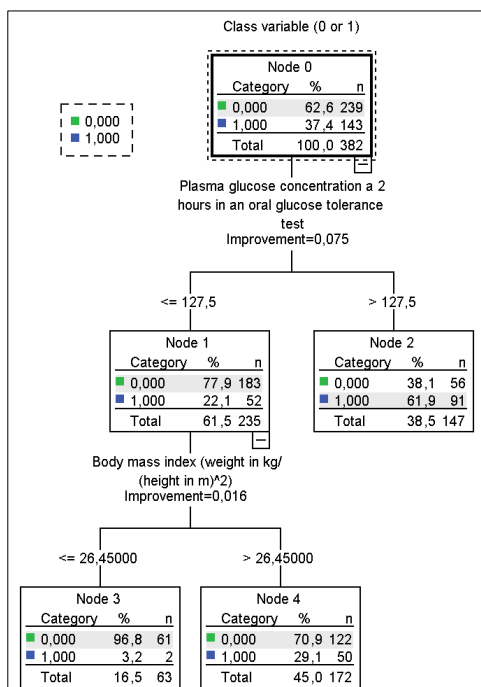 Class variable (0 or 1)
Node 0
Category % n
0,000 62,6 239
1,000 37,4 143
Total 100,0 382
0,000
1,000
Plasma glucose concentration a 2
hours in an oral glucose tolerance
test
Improvement=0,075
<= 127,5
> 127,5
Node 1
Category % n
0,000 77,9 183
1,000 22,1 52
Total 61,5 235
Node 2
Category % n
0,000 38,1 56
1,000 61,9 91
Total 38,5 147
Body mass index (weight in kg/
(height in m)^2)
Improvement=0,016
<= 26,45000
> 26,45000
Node 3
Category % n
0,000 96,8 61
1,000 3,2 2
Total 16,5 63
Node 4
Category % n
0,000 70,9 122
1,000 29,1 50
Total 45,0 172